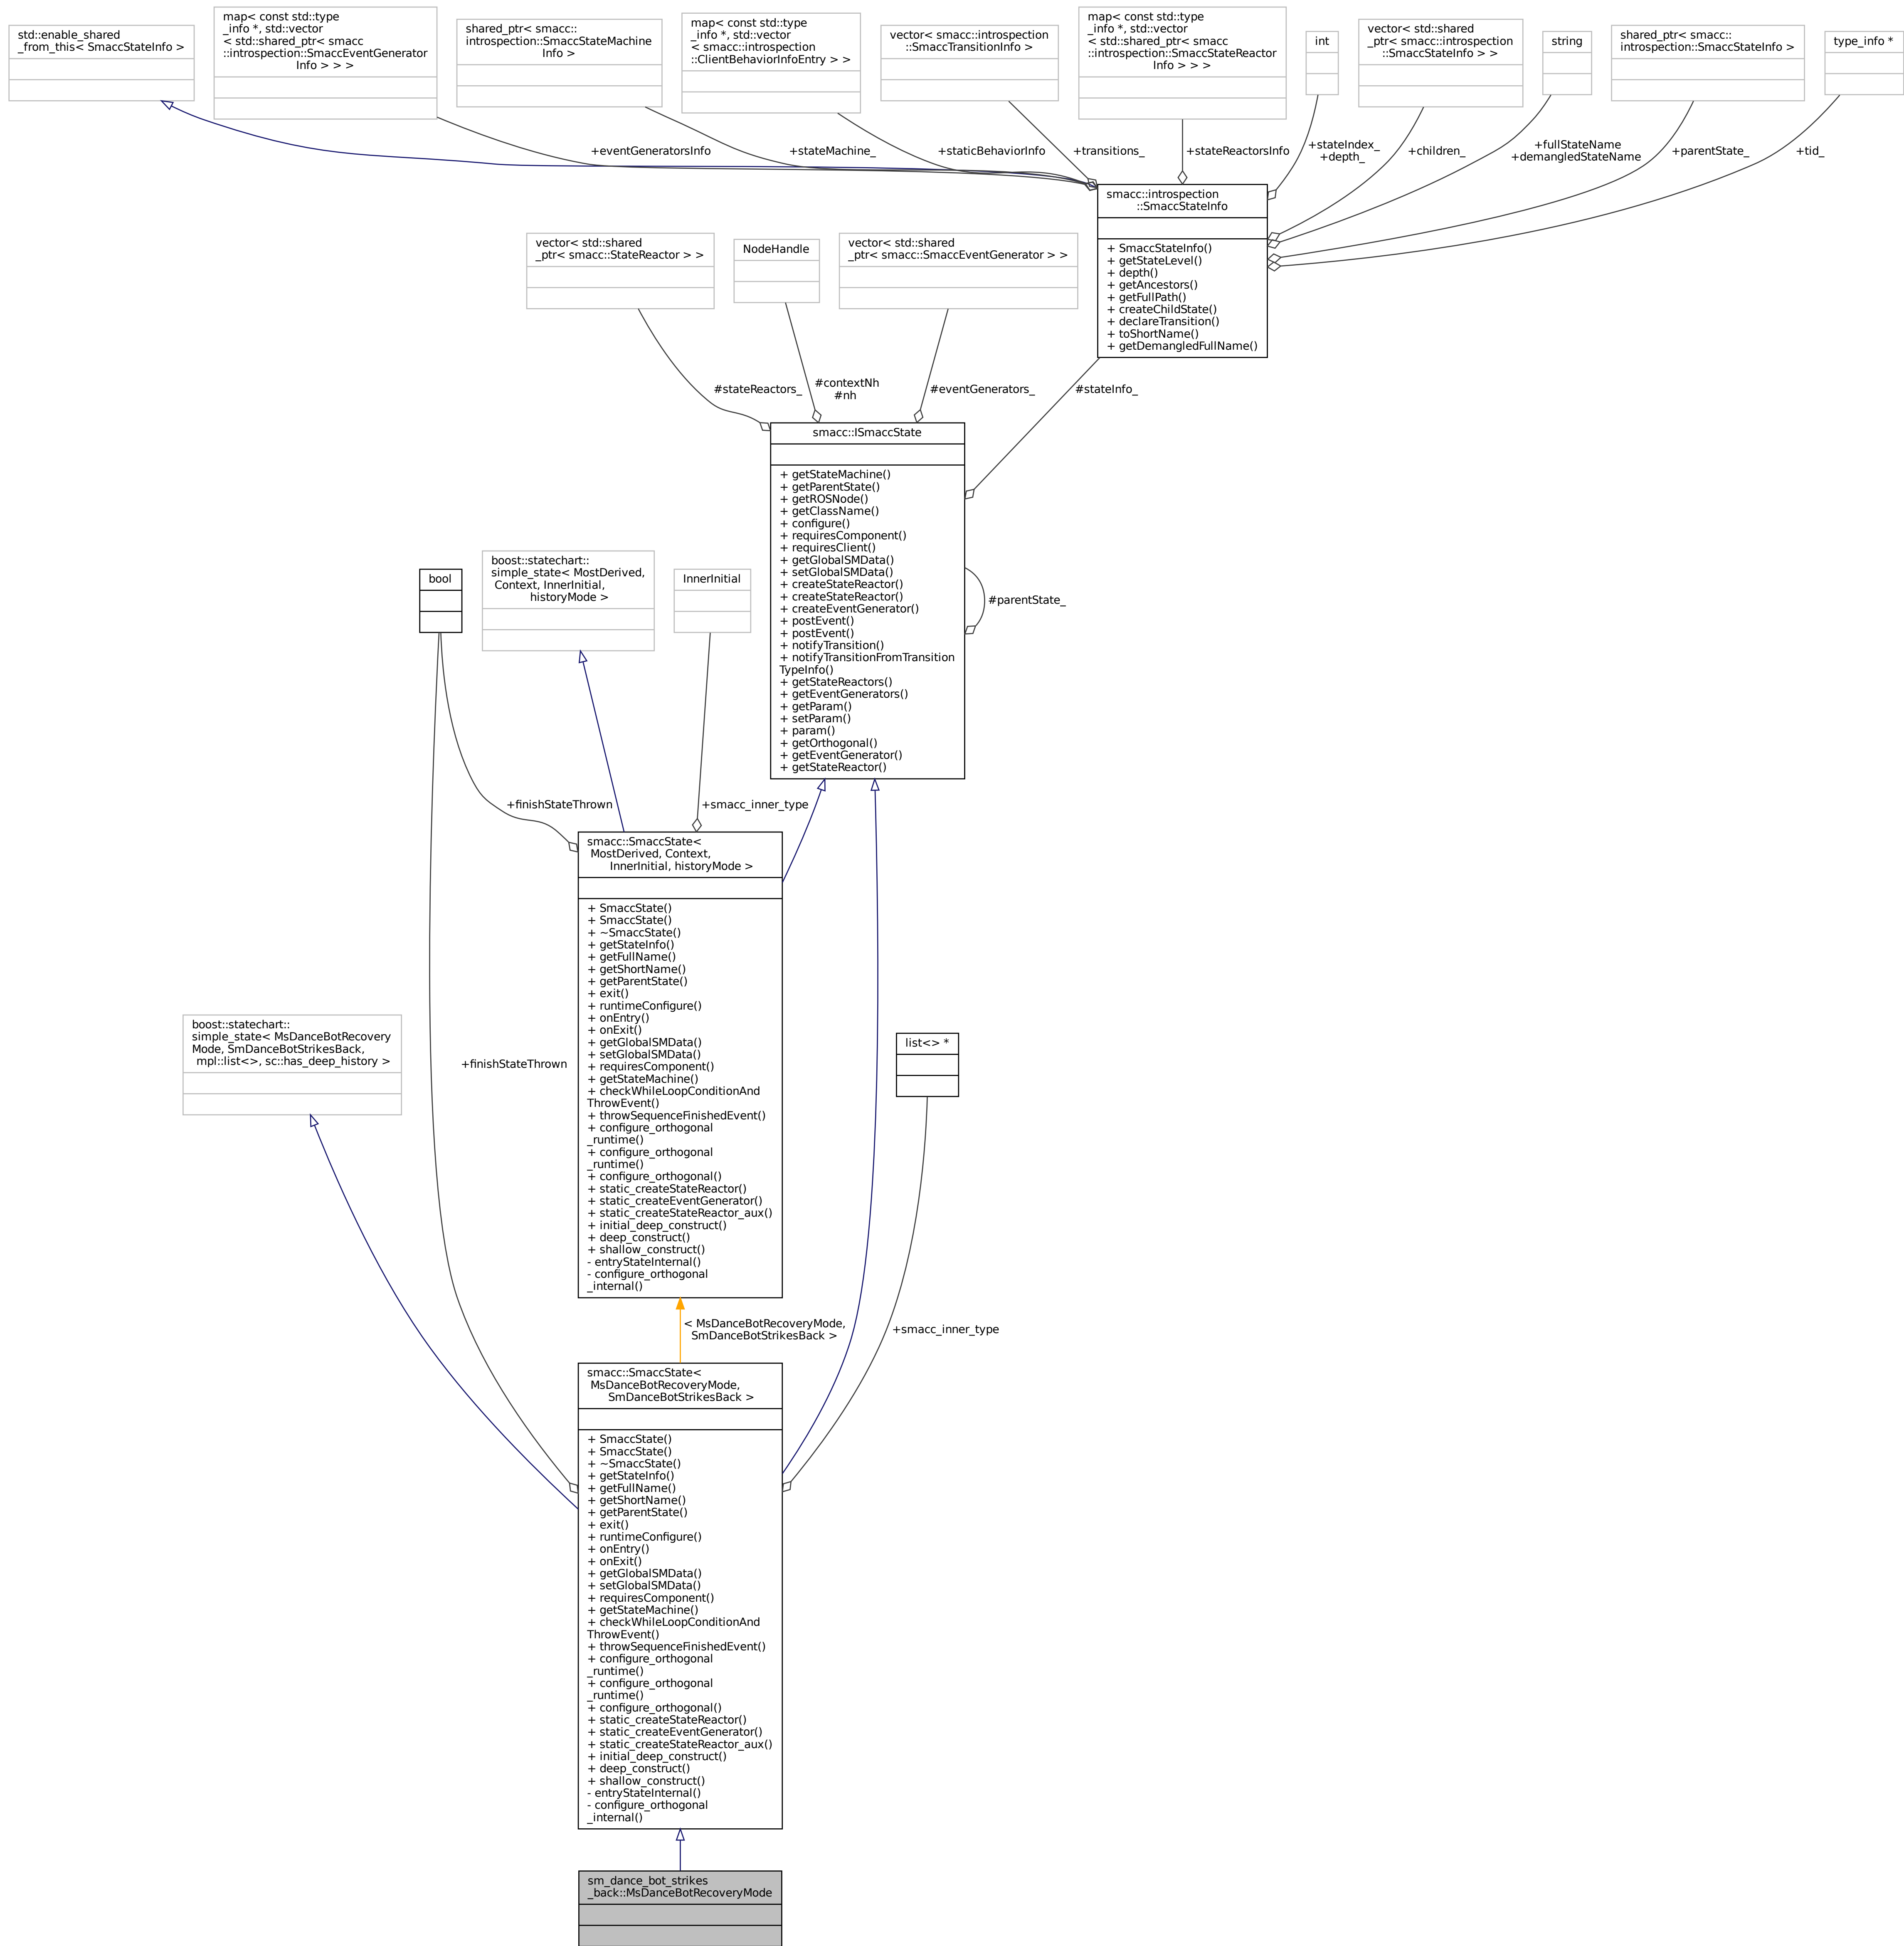 std::enable_shared
_from_this< SmaccStateInfo >
map< const std::type
_info *, std::vector
< std::shared_ptr< smacc
::introspection::SmaccEventGenerator
Info > > >
shared_ptr< smacc::
introspection::SmaccStateMachine
Info >
map< const std::type
_info *, std::vector
< smacc::introspection
::ClientBehaviorInfoEntry > >
vector< smacc::introspection
::SmaccTransitionInfo >
map< const std::type
_info *, std::vector
< std::shared_ptr< smacc
::introspection::SmaccStateReactor
Info > > >
int
vector< std::shared
_ptr< smacc::introspection
::SmaccStateInfo > >
string
shared_ptr< smacc::
introspection::SmaccStateInfo >
type_info *
+eventGeneratorsInfo
+stateMachine_
+staticBehaviorInfo
+transitions_
+stateReactorsInfo
+stateIndex_
+depth_
+children_
+fullStateName
+demangledStateName
+parentState_
+tid_
smacc::introspection
::SmaccStateInfo
+ SmaccStateInfo()
+ getStateLevel()
+ depth()
+ getAncestors()
+ getFullPath()
+ createChildState()
+ declareTransition()
+ toShortName()
+ getDemangledFullName()
vector< std::shared
_ptr< smacc::StateReactor > >
NodeHandle
vector< std::shared
_ptr< smacc::SmaccEventGenerator > >
#stateReactors_
#contextNh
#nh
#eventGenerators_
#stateInfo_
smacc::ISmaccState
+ getStateMachine()
+ getParentState()
+ getROSNode()
+ getClassName()
+ configure()
+ requiresComponent()
+ requiresClient()
+ getGlobalSMData()
+ setGlobalSMData()
+ createStateReactor()
+ createStateReactor()
+ createEventGenerator()
+ postEvent()
+ postEvent()
+ notifyTransition()
+ notifyTransitionFromTransition
TypeInfo()
+ getStateReactors()
+ getEventGenerators()
+ getParam()
+ setParam()
+ param()
+ getOrthogonal()
+ getEventGenerator()
+ getStateReactor()
#parentState_
bool
boost::statechart::
simple_state< MostDerived,
Context, InnerInitial,
historyMode >
InnerInitial
+finishStateThrown
+smacc_inner_type
smacc::SmaccState<
MostDerived, Context,
InnerInitial, historyMode >
+ SmaccState()
+ SmaccState()
+ ~SmaccState()
+ getStateInfo()
+ getFullName()
+ getShortName()
+ getParentState()
+ exit()
+ runtimeConfigure()
+ onEntry()
+ onExit()
+ getGlobalSMData()
+ setGlobalSMData()
+ requiresComponent()
+ getStateMachine()
+ checkWhileLoopConditionAnd
ThrowEvent()
+ throwSequenceFinishedEvent()
+ configure_orthogonal
_runtime()
+ configure_orthogonal
_runtime()
+ configure_orthogonal()
+ static_createStateReactor()
+ static_createEventGenerator()
+ static_createStateReactor_aux()
+ initial_deep_construct()
+ deep_construct()
+ shallow_construct()
- entryStateInternal()
- configure_orthogonal
_internal()
boost::statechart::
simple_state< MsDanceBotRecovery
Mode, SmDanceBotStrikesBack,
mpl::list<>, sc::has_deep_history >
+finishStateThrown
list<> *
< MsDanceBotRecoveryMode,
SmDanceBotStrikesBack >
+smacc_inner_type
smacc::SmaccState<
MsDanceBotRecoveryMode,
SmDanceBotStrikesBack >
+ SmaccState()
+ SmaccState()
+ ~SmaccState()
+ getStateInfo()
+ getFullName()
+ getShortName()
+ getParentState()
+ exit()
+ runtimeConfigure()
+ onEntry()
+ onExit()
+ getGlobalSMData()
+ setGlobalSMData()
+ requiresComponent()
+ getStateMachine()
+ checkWhileLoopConditionAnd
ThrowEvent()
+ throwSequenceFinishedEvent()
+ configure_orthogonal
_runtime()
+ configure_orthogonal
_runtime()
+ configure_orthogonal()
+ static_createStateReactor()
+ static_createEventGenerator()
+ static_createStateReactor_aux()
+ initial_deep_construct()
+ deep_construct()
+ shallow_construct()
- entryStateInternal()
- configure_orthogonal
_internal()
sm_dance_bot_strikes
_back::MsDanceBotRecoveryMode